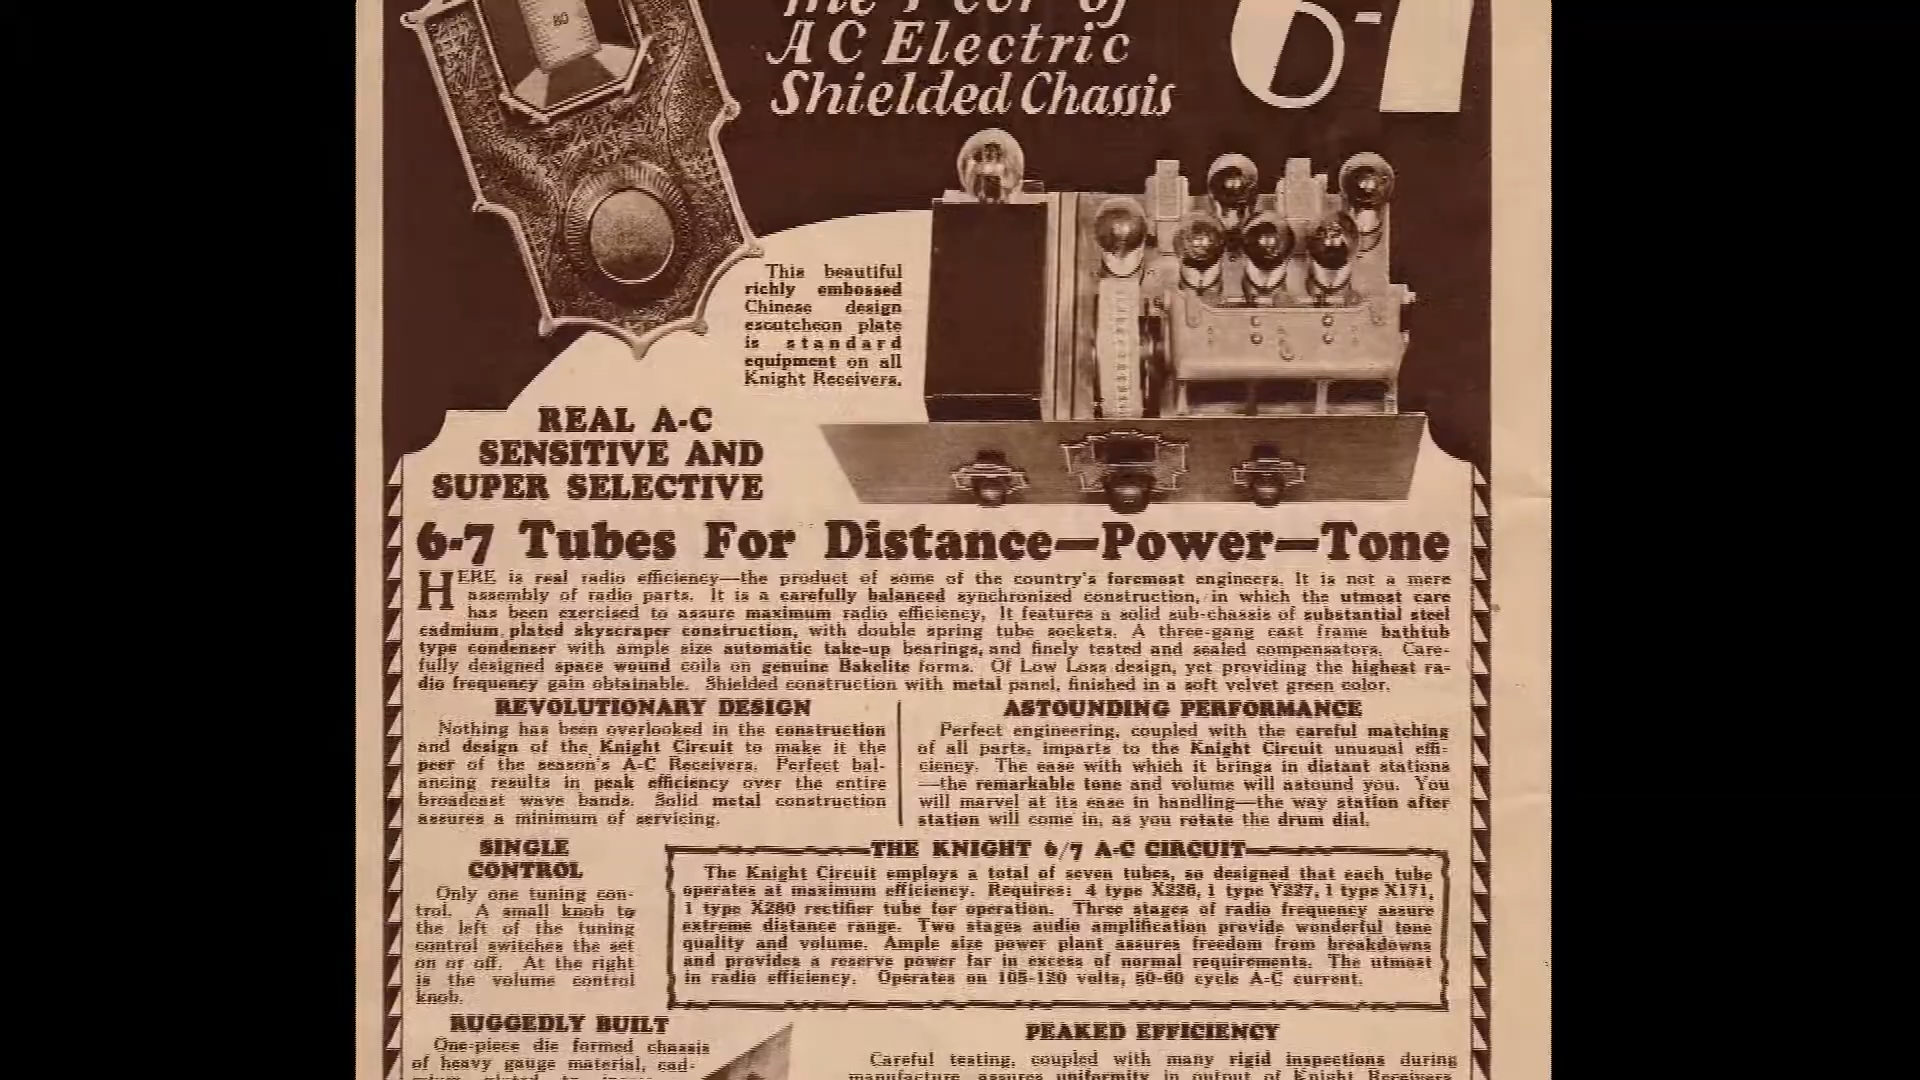 The Peer of
AC Electric
Shielded Chassis
6-7
80
This beautiful
richly embossed
Chinese design
escutcheon plate
is standard
equipment on all
Knight Receivers.
REAL A-C
SENSITIVE AND
SUPER SELECTIVE
6-7 Tubes For Distance—Power—Tone
HERE is real radio efficiency—the product of some of the country's foremost engineers. It is not a mere
assembly of radio parts. It is a carefully balanced synchronized construction, in which the utmost care
has been exercised to assure maximum radio efficiency. It features a solid sub-chassis of substantial steel
cadmium plated skyscraper construction, with double spring tube sockets. A three-gang cast frame bathtub
type condenser with ample size automatic take-up bearings, and finely tested and sealed compensators. Care-
fully designed space wound coils on genuine Bakelite forms. Of Low Loss design, yet providing the highest ra-
dio frequency gain obtainable. Shielded construction with metal panel, finished in a soft velvet green color.
REVOLUTIONARY DESIGN
Nothing has been overlooked in the construction
and design of the Knight Circuit to make it the
peer of the season's A-C Receivers. Perfect bal-
ancing results in peak efficiency over the entire
broadcast wave bands. Solid metal construction
assures a minimum of servicing.
ASTOUNDING PERFORMANCE
Perfect engineering, coupled with the careful matching
of all parts, imparts to the Knight Circuit unusual effi-
ciency. The ease with which it brings in distant stations
—the remarkable tone and volume will astound you. You
will marvel at its ease in handling—the way station after
station will come in, as you rotate the drum dial.
SINGLE
CONTROL
Only one tuning con-
trol. A small knob to
the left of the tuning
control switches the set
on or off. At the right
is the volume control
knob.
THE KNIGHT 6/7 A-C CIRCUIT
The Knight Circuit employs a total of seven tubes, so designed that each tube
operates at maximum efficiency. Requires: 4 type X226, 1 type Y227, 1 type X171,
1 type X280 rectifier tube for operation. Three stages of radio frequency assure
extreme distance range. Two stages audio amplification provide wonderful tone
quality and volume. Ample size power plant assures freedom from breakdowns
and provides a reserve power far in excess of normal requirements. The utmost
in radio efficiency. Operates on 105-120 volts, 50-60 cycle A-C current.
RUGGEDLY BUILT
One-piece die formed chassis
of heavy gauge material, cad-
PEAKED EFFICIENCY
Careful testing, coupled with many rigid inspections during
manufacture, assures uniformity in output of Knight Receivers.